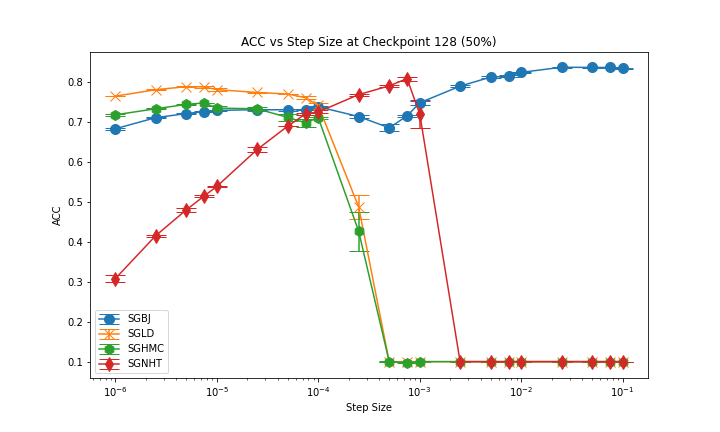 ACC vs Step Size at Checkpoint 128 (50%)
ACC
0.8
0.7
0.6
0.5
0.4
0.3
0.2
0.1
SGBJ
SGLD
SGHMC
SGNHT
10⁻⁶ 10⁻⁵ 10⁻⁴ 10⁻³ 10⁻² 10⁻¹
Step Size